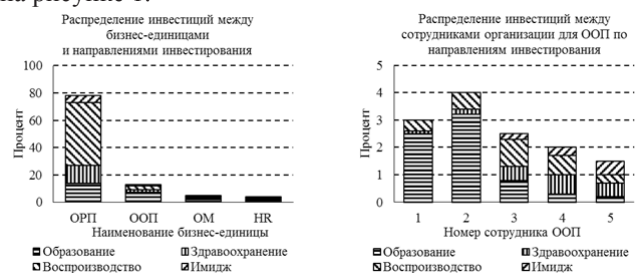 на рисунке 1.
Распределение инвестиций между
бизнес-единицами
и направлениями инвестирования
100
80
60
40
20
0
Процент
ОРП ООП ОМ HR
Наименование бизнес-единицы
Образование Здравоохранение
Воспроизводство Имидж
Распределение инвестиций между
сотрудниками организации для ООП по
направлениям инвестирования
5
4
3
2
1
0
Процент
1 2 3 4 5
Номер сотрудника ООП
Образование Здравоохранение
Воспроизводство Имидж